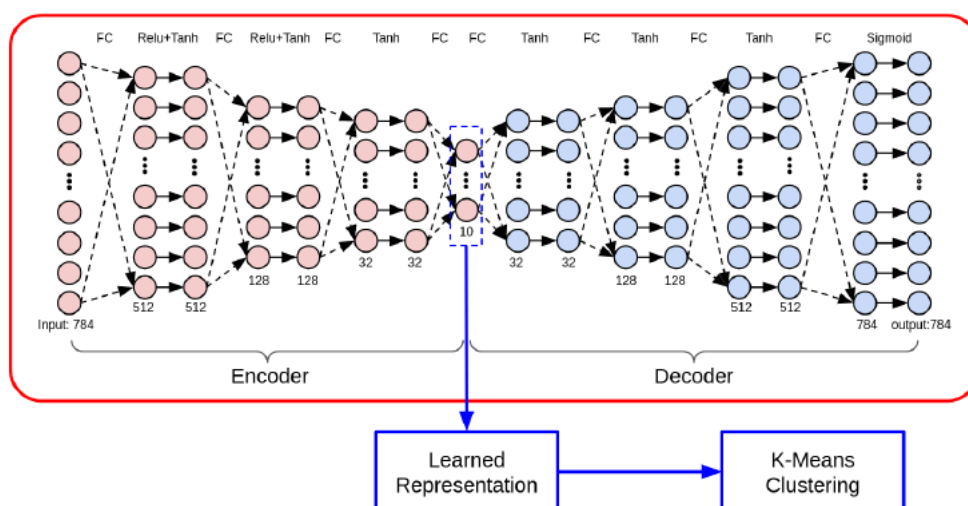 FC Relu+Tanh FC Relu+Tanh FC Tanh FC FC Tanh FC Tanh FC Tanh FC Sigmoid
10
32 32 32 32
128 128 128 128
512 512 512 512
Input: 784 784 output:784
Encoder Decoder
Learned
Representation
K-Means
Clustering